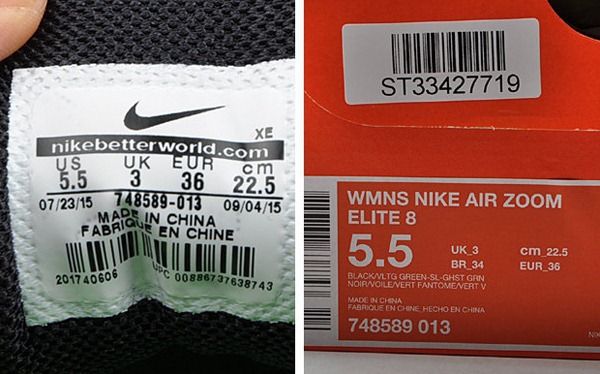 XE
nikebetterworld.com
US UK EUR cm
5.5 3 36 22.5
07/23/15 748589-013 09/04/15
MADE IN CHINA
FABRIQUÉ EN CHINE
201740606 UPC 00886737638743
ST33427719
WMNS NIKE AIR ZOOM
ELITE 8
5.5 UK_3 cm_22.5
BR_34 EUR_36
BLACK/VLTG GREEN-SL-GHST GRN
NOIR/VOILE/VERT FANTOME/VERT V
MADE IN CHINA
FABRIQUE EN CHINE_HECHO EN CHINA
748589 013